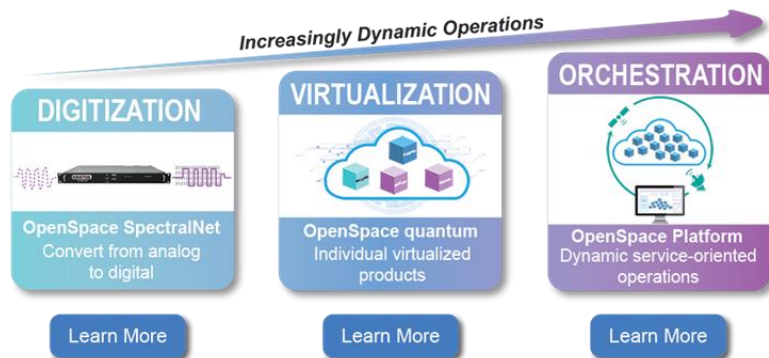 Increasingly Dynamic Operations
DIGITIZATION
OpenSpace SpectralNet
Convert from analog
to digital
Learn More
VIRTUALIZATION
OpenSpace quantum
Individual virtualized
products
Learn More
ORCHESTRATION
OpenSpace Platform
Dynamic service-oriented
operations
Learn More